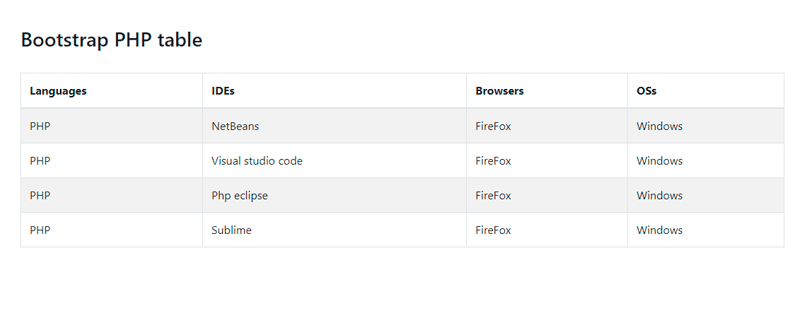 Bootstrap PHP table
Languages IDEs Browsers OSs
PHP NetBeans FireFox Windows
PHP Visual studio code FireFox Windows
PHP Php eclipse FireFox Windows
PHP Sublime FireFox Windows